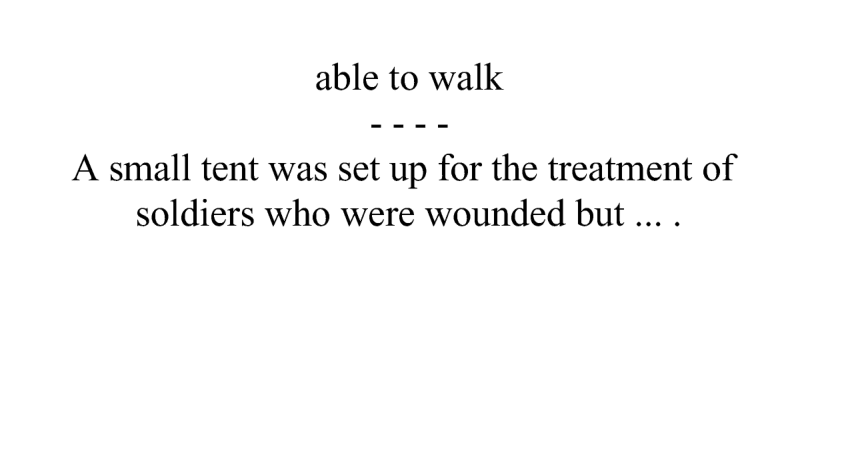 able to walk
- - - -
A small tent was set up for the treatment of
soldiers who were wounded but ... .